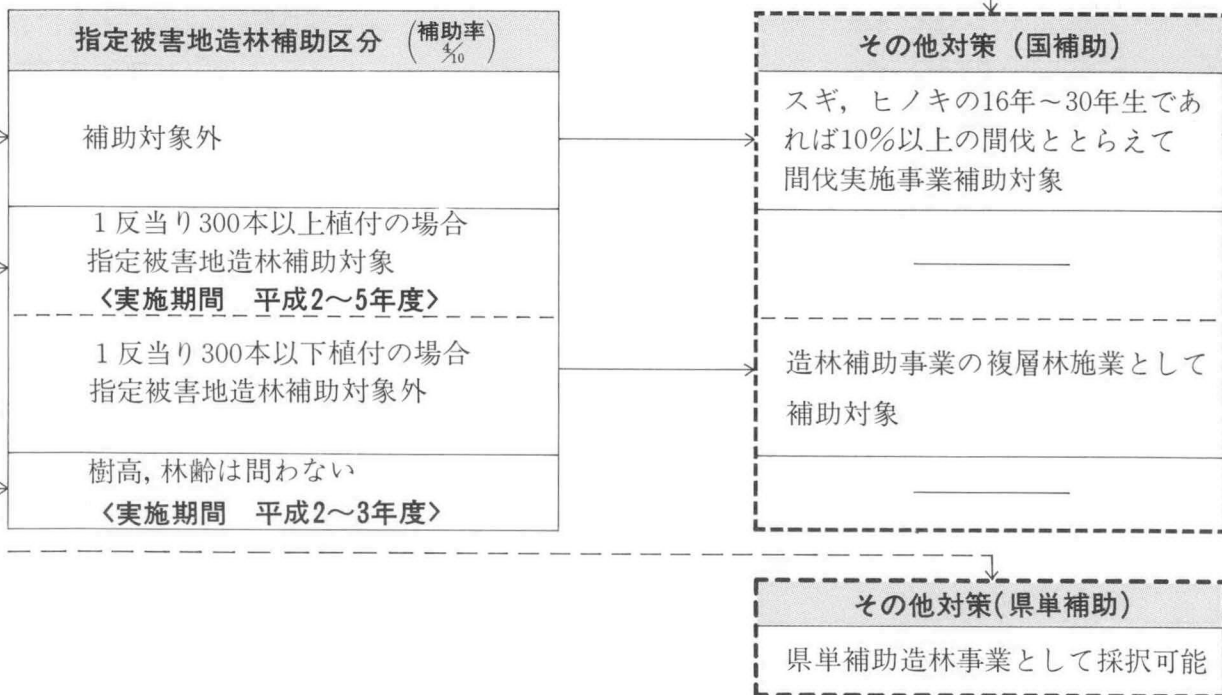 指定被害地造林補助区分 (補助率 4/10)
補助対象外
1反当り300本以上植付の場合
指定被害地造林補助対象
〈実施期間 平成2〜5年度〉
1反当り300本以下植付の場合
指定被害地造林補助対象外
樹高, 林齢は問わない
〈実施期間 平成2〜3年度〉
その他対策 (国補助)
スギ, ヒノキの16年〜30年生であ
れば10%以上の間伐ととらえて
間伐実施事業補助対象
造林補助事業の複層林施業として
補助対象
その他対策(県単補助)
県単補助造林事業として採択可能